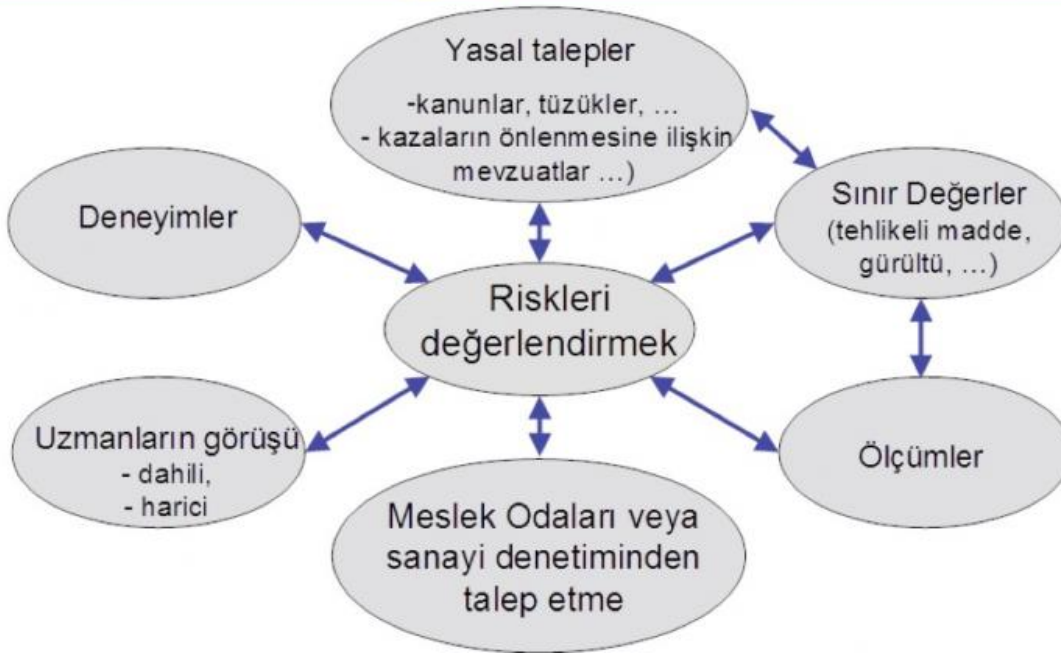 Yasal talepler
-kanunlar, tüzükler, ...
- kazaların önlenmesine ilişkin
mevzuatlar ...)
Deneyimler
Sınır Değerler
(tehlikeli madde,
gürültü, ...)
Riskleri
değerlendirmek
Uzmanların görüşü
- dahili,
- harici
Ölçümler
Meslek Odaları veya
sanayi denetiminden
talep etme